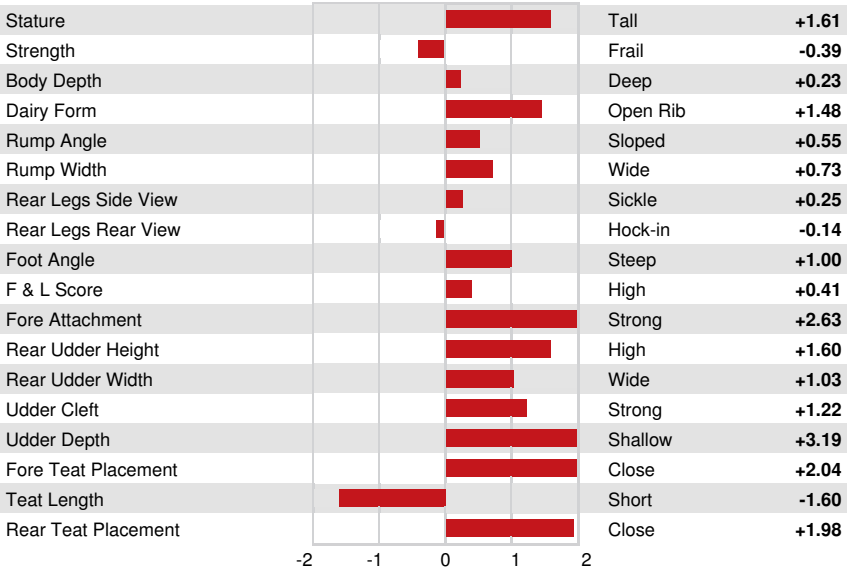 Stature Tall +1.61
Strength Frail -0.39
Body Depth Deep +0.23
Dairy Form Open Rib +1.48
Rump Angle Sloped +0.55
Rump Width Wide +0.73
Rear Legs Side View Sickle +0.25
Rear Legs Rear View Hock-in -0.14
Foot Angle Steep +1.00
F & L Score High +0.41
Fore Attachment Strong +2.63
Rear Udder Height High +1.60
Rear Udder Width Wide +1.03
Udder Cleft Strong +1.22
Udder Depth Shallow +3.19
Fore Teat Placement Close +2.04
Teat Length Short -1.60
Rear Teat Placement Close +1.98
-2 -1 0 1 2